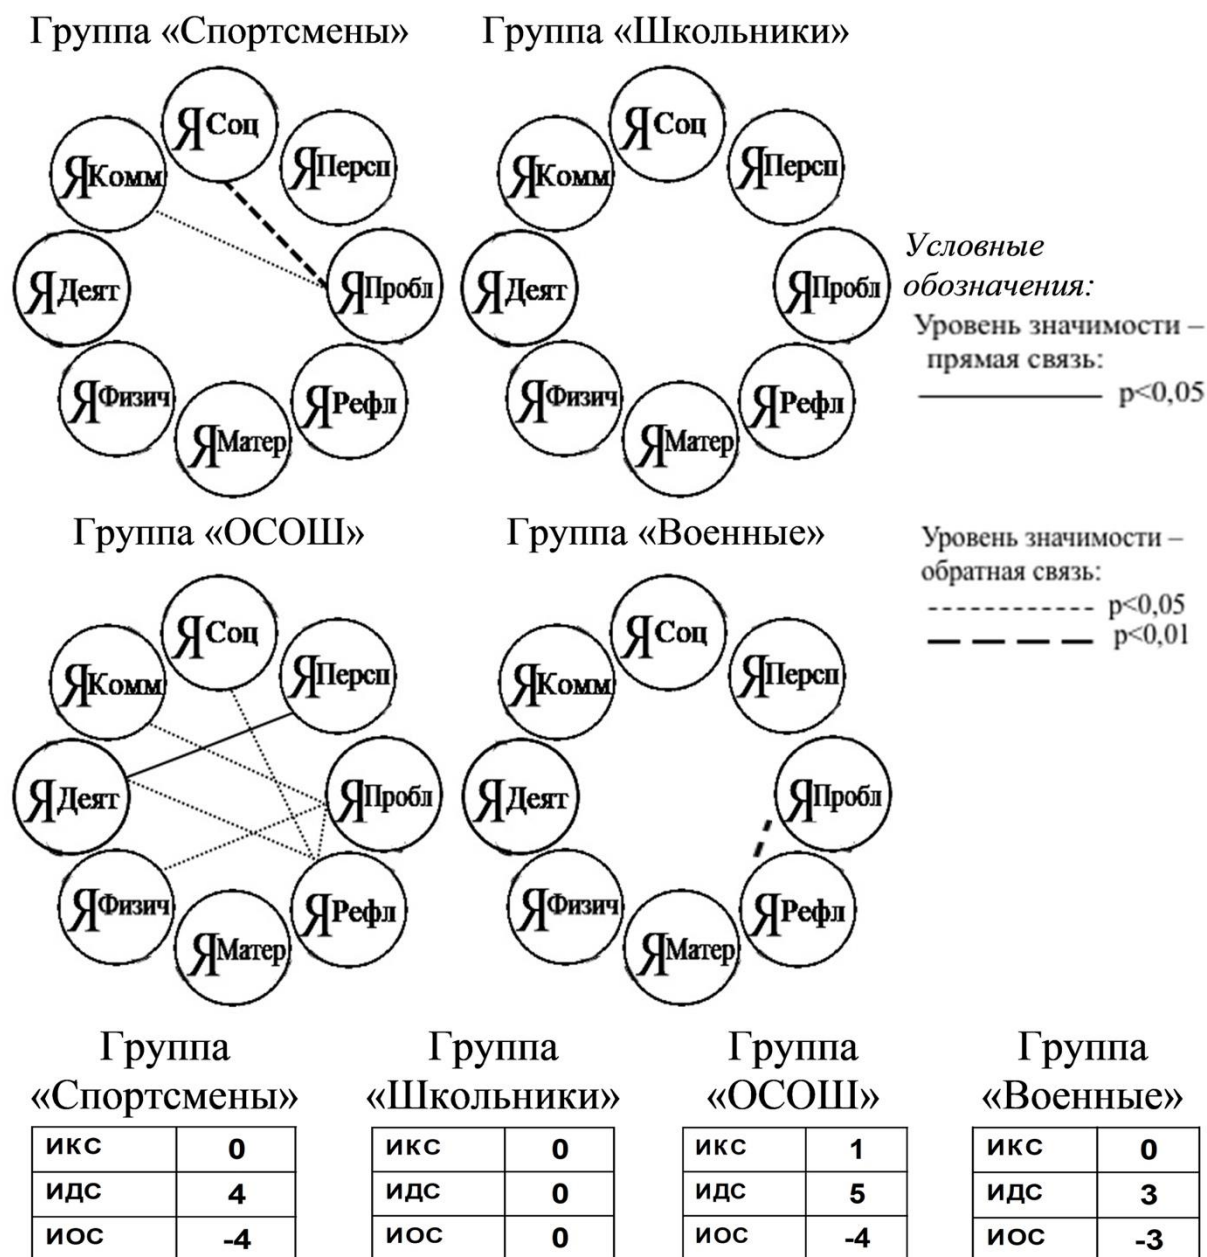 Группа «Спортсмены»
Группа «Школьники»
ЯСоц
ЯПерсп
ЯКомм
ЯПробл
ЯДеят
ЯРефл
ЯФизич
ЯМатер
ЯСоц
ЯПерсп
ЯКомм
ЯПробл
ЯДеят
ЯРефл
ЯФизич
ЯМатер
Условные
обозначения:
Уровень значимости –
прямая связь:
p<0,05
Группа «ОСОШ»
Группа «Военные»
Уровень значимости –
обратная связь:
p<0,05
p<0,01
ЯСоц
ЯПерсп
ЯКомм
ЯПробл
ЯДеят
ЯРефл
ЯФизич
ЯМатер
ЯСоц
ЯПерсп
ЯКомм
ЯПробл
ЯДеят
ЯРефл
ЯФизич
ЯМатер
Группа
«Спортсмены»
ИКС 0
ИДС 4
ИОС -4
Группа
«Школьники»
ИКС 0
ИДС 0
ИОС 0
Группа
«ОСОШ»
ИКС 1
ИДС 5
ИОС -4
Группа
«Военные»
ИКС 0
ИДС 3
ИОС -3